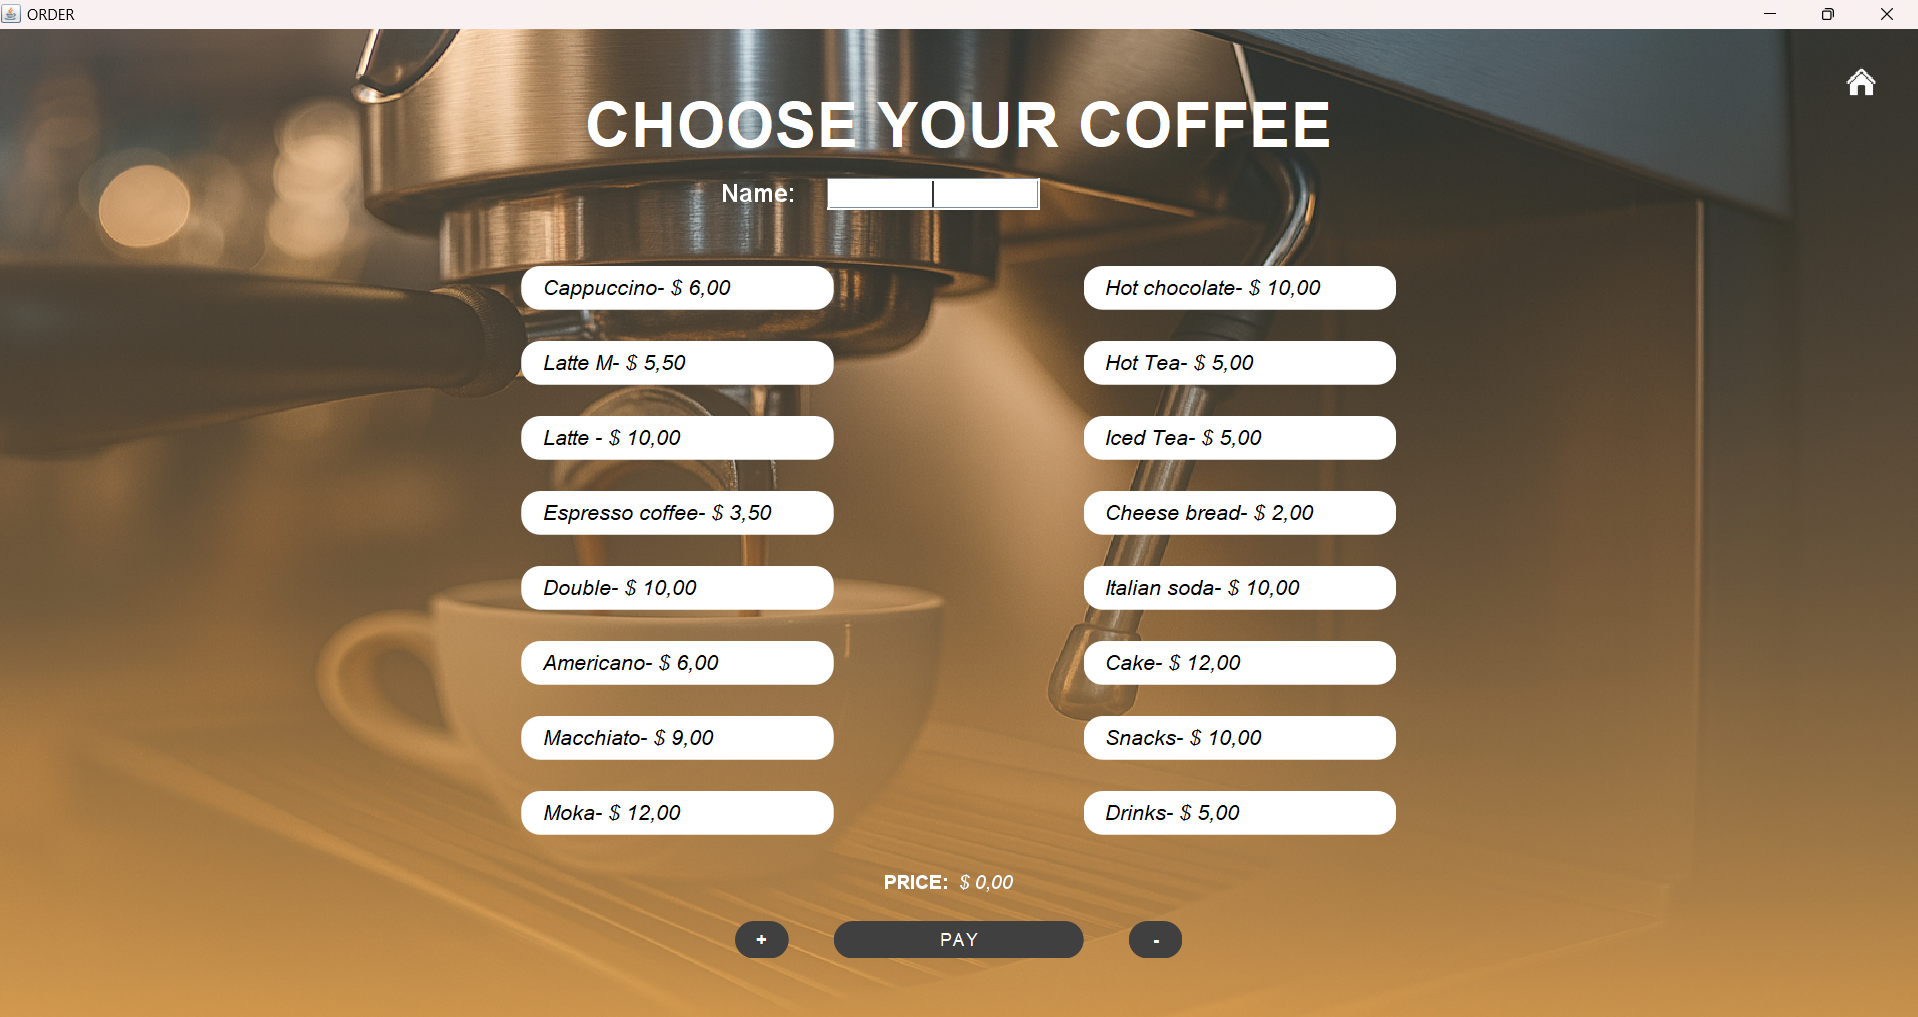 ORDER
CHOOSE YOUR COFFEE
Name:
Cappuccino- $ 6,00
Latte M- $ 5,50
Latte - $ 10,00
Espresso coffee- $ 3,50
Double- $ 10,00
Americano- $ 6,00
Macchiato- $ 9,00
Moka- $ 12,00
Hot chocolate- $ 10,00
Hot Tea- $ 5,00
Iced Tea- $ 5,00
Cheese bread- $ 2,00
Italian soda- $ 10,00
Cake- $ 12,00
Snacks- $ 10,00
Drinks- $ 5,00
PRICE: $ 0,00
+ PAY -